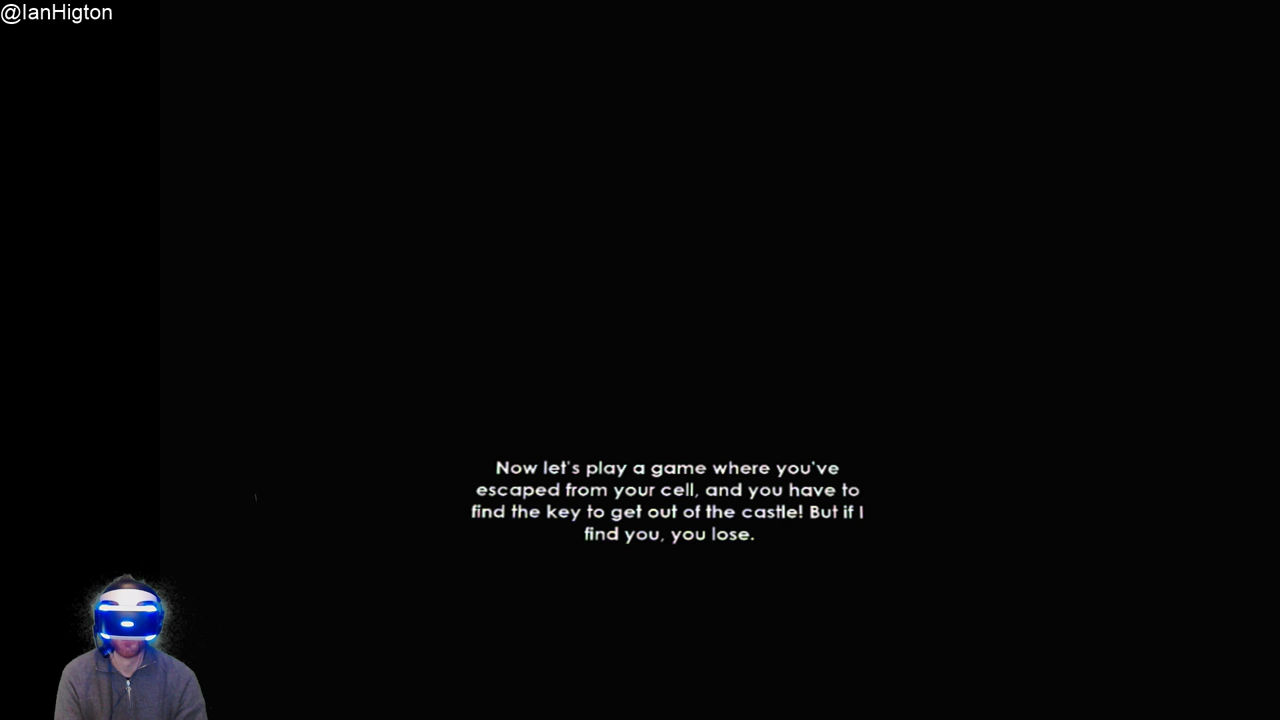 @IanHigton
Now let's play a game where you've
escaped from your cell, and you have to
find the key to get out of the castle! But if I
find you, you lose.